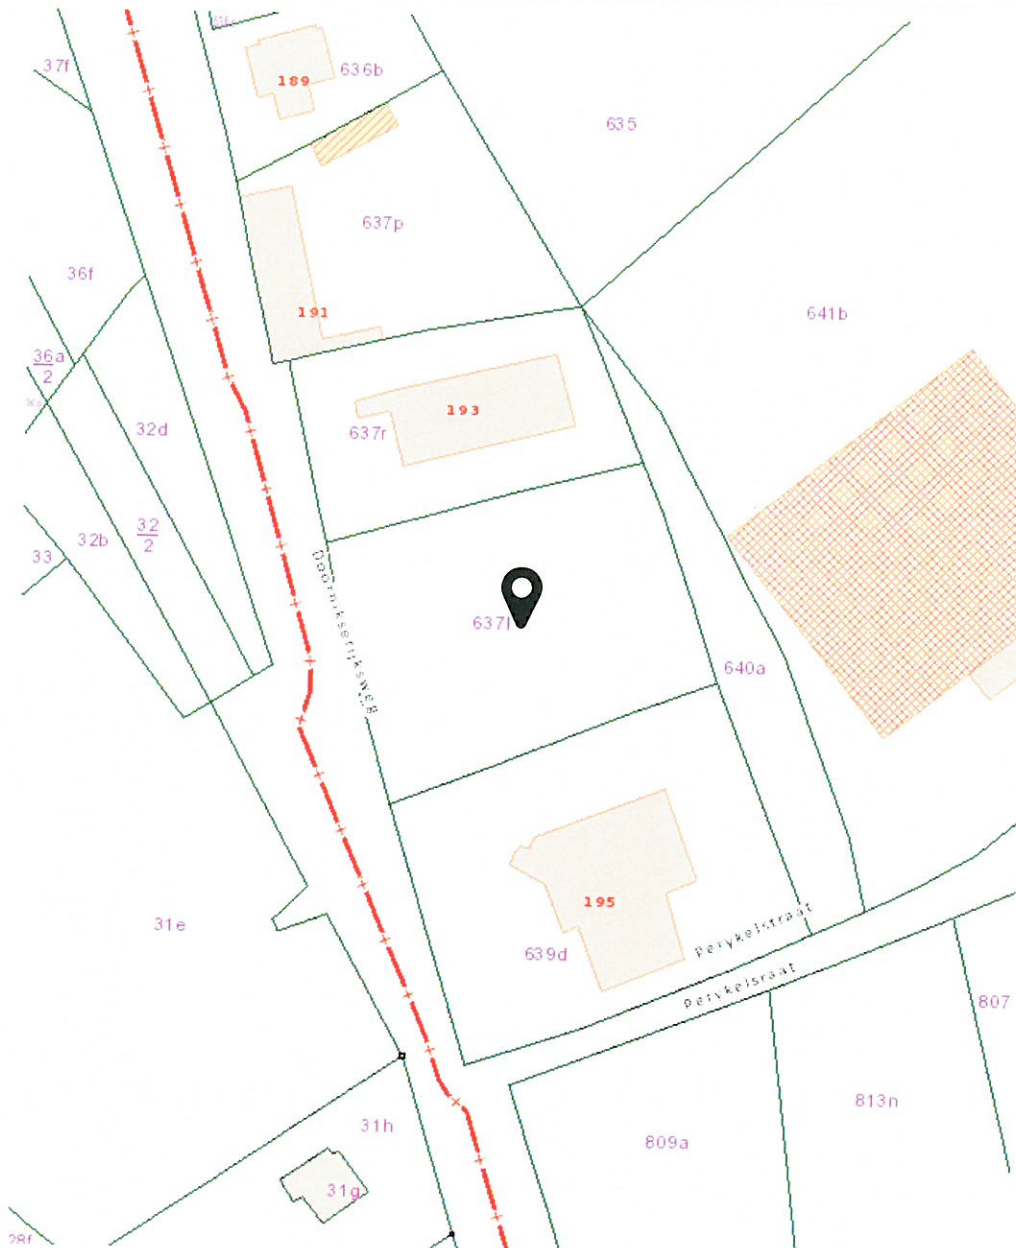 37f
189
636b
635
637p
36f
191
641b
36a
2
193
637r
32d
32
2
32b
33
Doornikserijksweg
637l
640a
195
31e
639d
Perykelstraat
Perykelsraat
807
813n
31h
809a
31g
28f